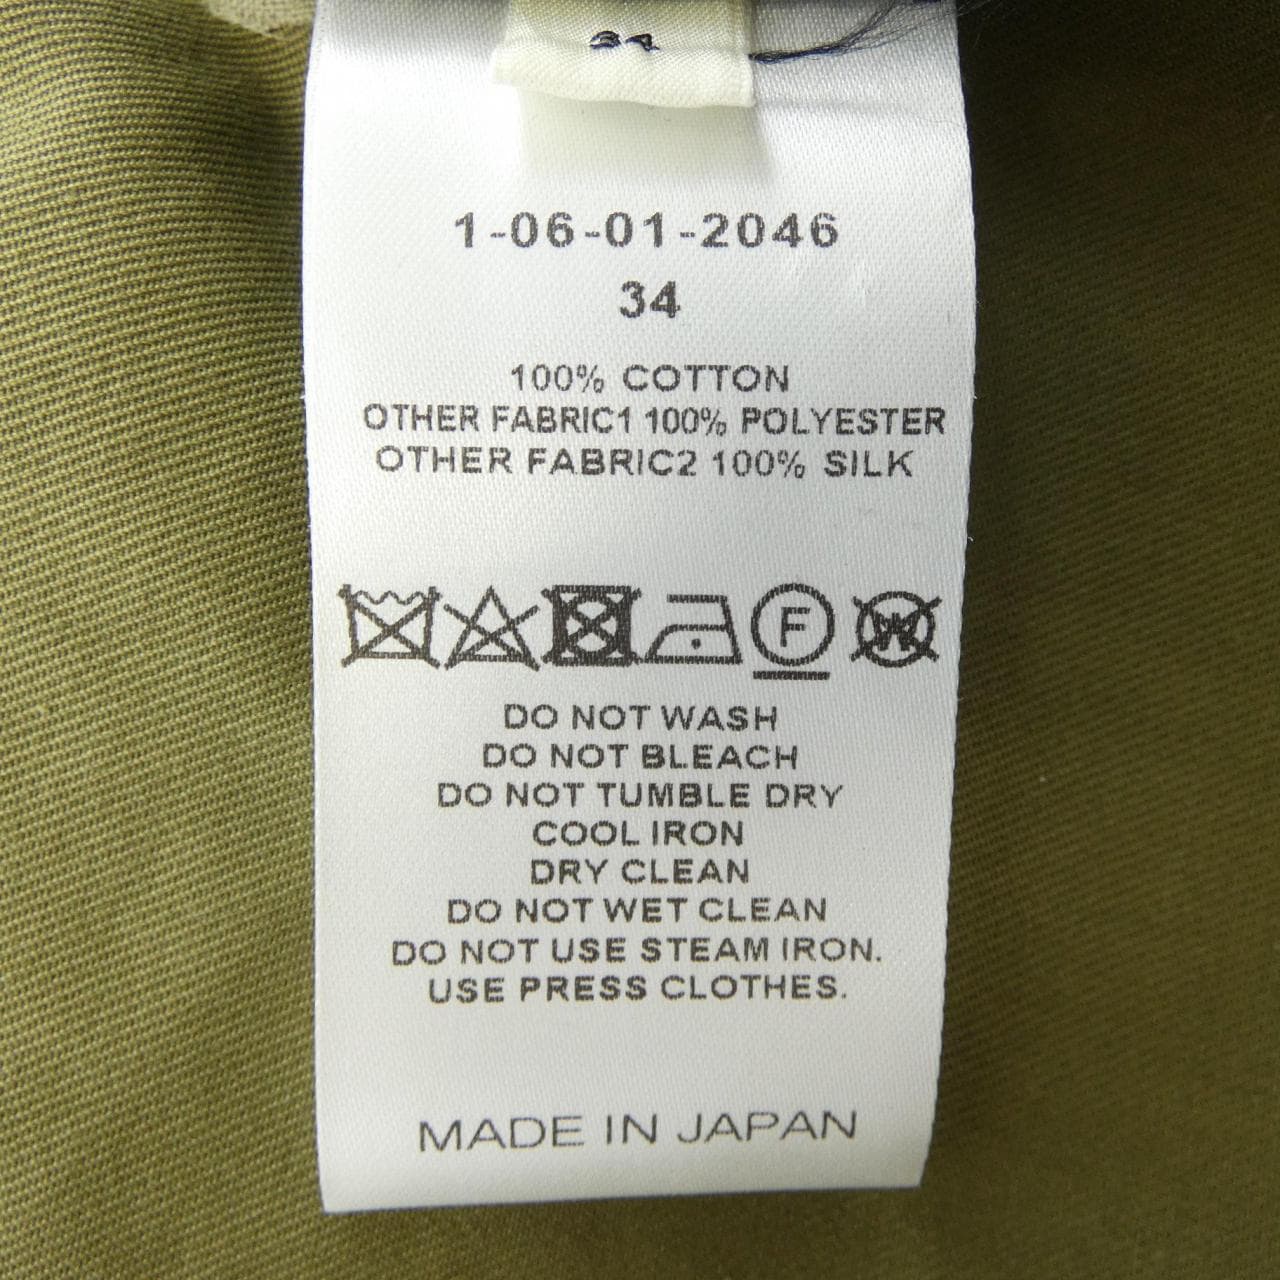 34
1-06-01-2046
34
100% COTTON
OTHER FABRIC1 100% POLYESTER
OTHER FABRIC2 100% SILK
F W
DO NOT WASH
DO NOT BLEACH
DO NOT TUMBLE DRY
COOL IRON
DRY CLEAN
DO NOT WET CLEAN
DO NOT USE STEAM IRON.
USE PRESS CLOTHES.
MADE IN JAPAN